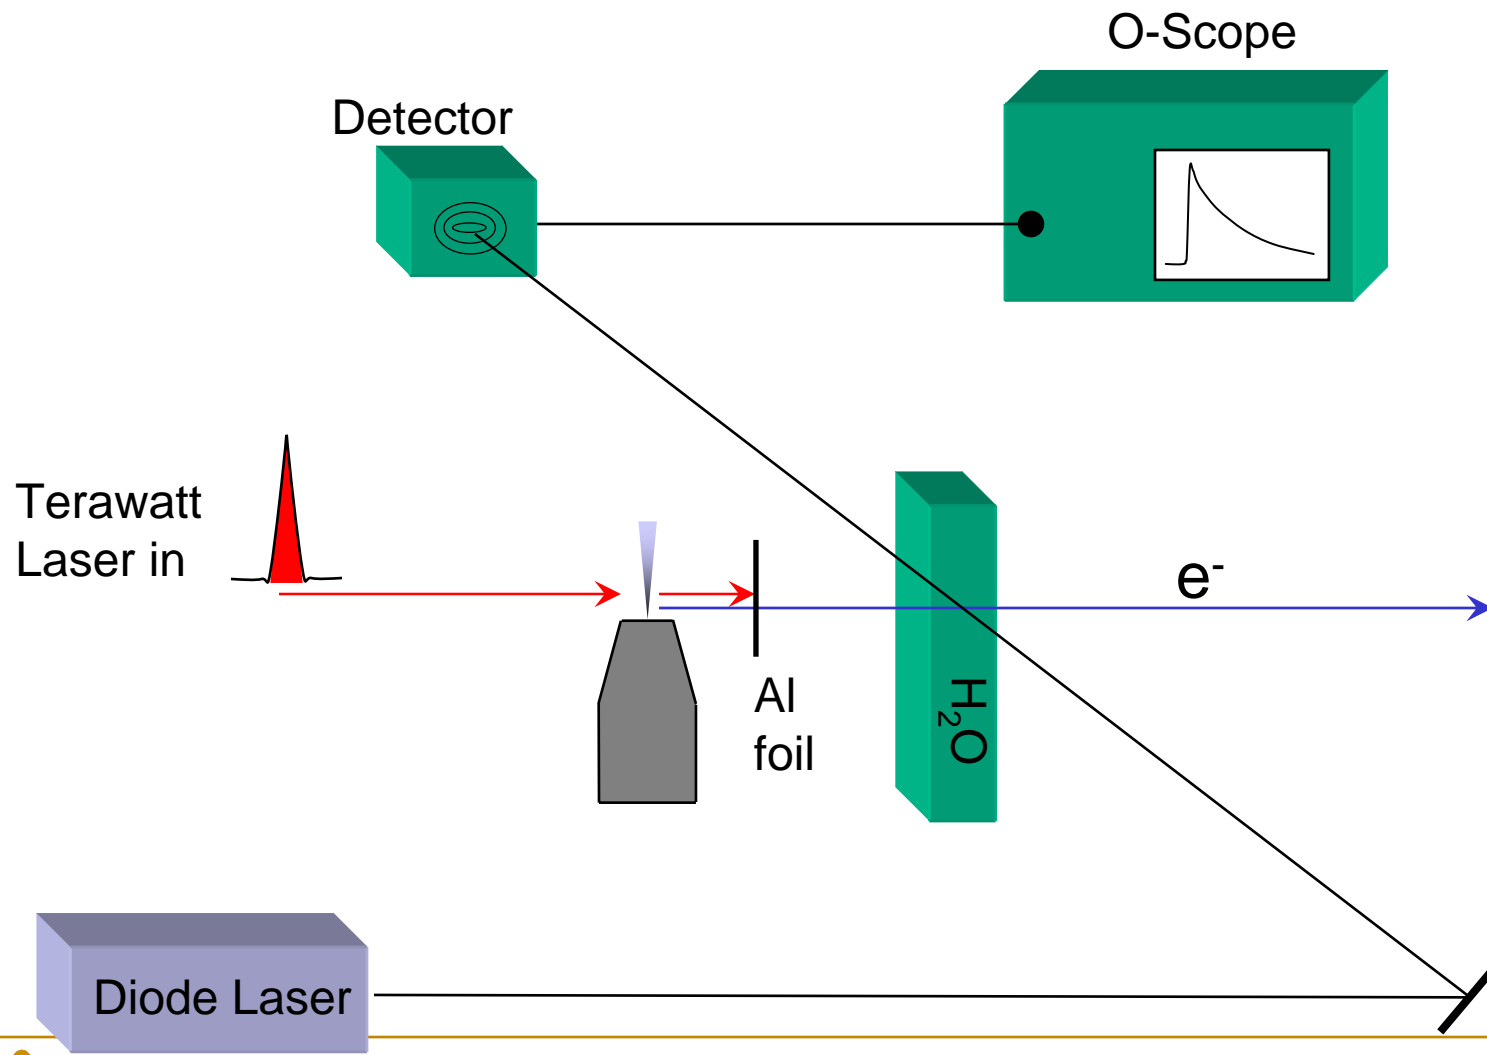 O-Scope
Detector
Terawatt
Laser in
e-
Al
foil
H2O
Diode Laser